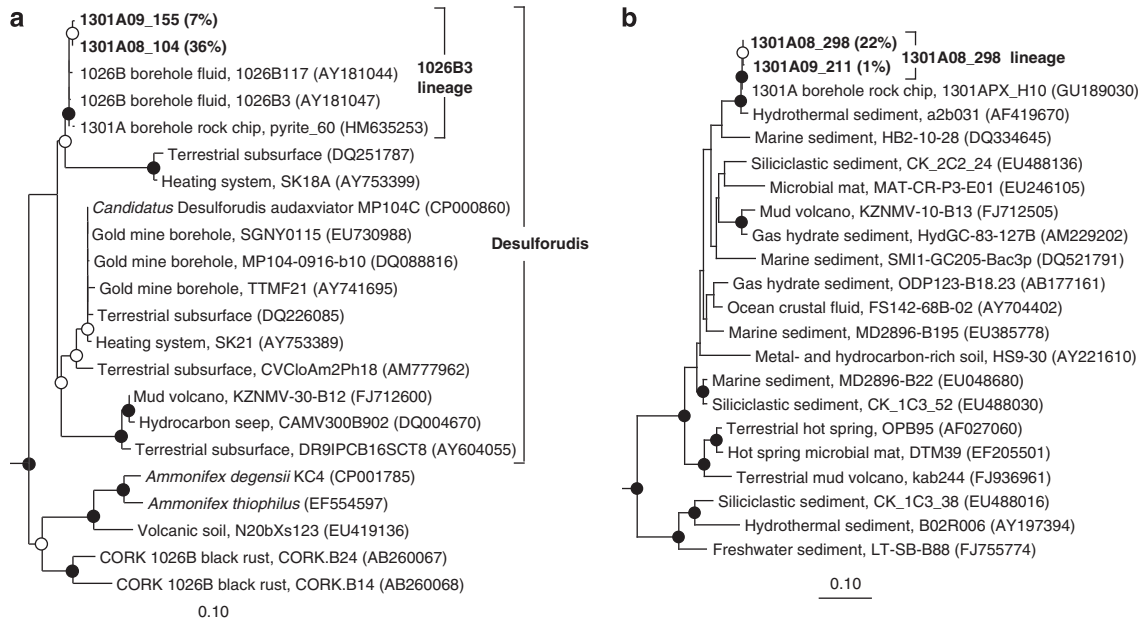 a
1301A09_155 (7%)
1301A08_104 (36%)
1026B borehole fluid, 1026B117 (AY181044)
1026B borehole fluid, 1026B3 (AY181047)
1301A borehole rock chip, pyrite_60 (HM635253)
1026B3
lineage
Terrestrial subsurface (DQ251787)
Heating system, SK18A (AY753399)
Candidatus Desulforudis audaxviator MP104C (CP000860)
Gold mine borehole, SGNY0115 (EU730988)
Gold mine borehole, MP104-0916-b10 (DQ088816)
Gold mine borehole, TTMF21 (AY741695)
Terrestrial subsurface (DQ226085)
Heating system, SK21 (AY753389)
Terrestrial subsurface, CVCloAm2Ph18 (AM777962)
Mud volcano, KZNMV-30-B12 (FJ712600)
Hydrocarbon seep, CAMV300B902 (DQ004670)
Terrestrial subsurface, DR9IPCB16SCT8 (AY604055)
Desulforudis
Ammonifex degensii KC4 (CP001785)
Ammonifex thiophilus (EF554597)
Volcanic soil, N20bXs123 (EU419136)
CORK 1026B black rust, CORK.B24 (AB260067)
CORK 1026B black rust, CORK.B14 (AB260068)
0.10
b
1301A08_298 (22%)
1301A09_211 (1%)
1301A08_298 lineage
1301A borehole rock chip, 1301APX_H10 (GU189030)
Hydrothermal sediment, a2b031 (AF419670)
Marine sediment, HB2-10-28 (DQ334645)
Siliciclastic sediment, CK_2C2_24 (EU488136)
Microbial mat, MAT-CR-P3-E01 (EU246105)
Mud volcano, KZNMV-10-B13 (FJ712505)
Gas hydrate sediment, HydGC-83-127B (AM229202)
Marine sediment, SMI1-GC205-Bac3p (DQ521791)
Gas hydrate sediment, ODP123-B18.23 (AB177161)
Ocean crustal fluid, FS142-68B-02 (AY704402)
Marine sediment, MD2896-B195 (EU385778)
Metal- and hydrocarbon-rich soil, HS9-30 (AY221610)
Marine sediment, MD2896-B22 (EU048680)
Siliciclastic sediment, CK_1C3_52 (EU488030)
Terrestrial hot spring, OPB95 (AF027060)
Hot spring microbial mat, DTM39 (EF205501)
Terrestrial mud volcano, kab244 (FJ936961)
Siliciclastic sediment, CK_1C3_38 (EU488016)
Hydrothermal sediment, B02R006 (AY197394)
Freshwater sediment, LT-SB-B88 (FJ755774)
0.10